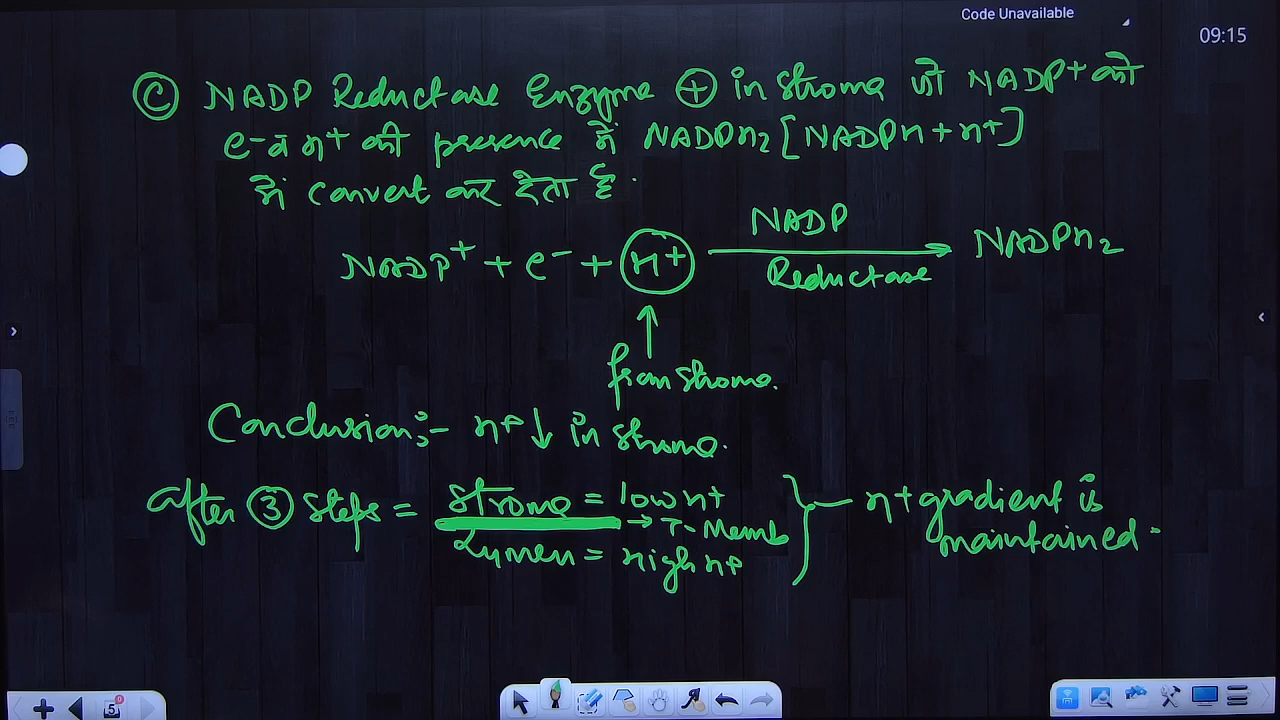 Code Unavailable
09:15
Ⓒ NADP Reductase Enzyme ⊕ in stroma जो NADP+ को
e- व H+ की presence में NADPH2 [NADPH + H+]
में convert कर देता है.
NADP+ + e- + H+ NADP Reductase → NADPH2
↑
from stroma.
Conclusion:- H+ ↓ in stroma.
After ③ steps = stroma = low H+
→ T-Memb
Lumen = High H+
} - H+ gradient is
maintained.
5